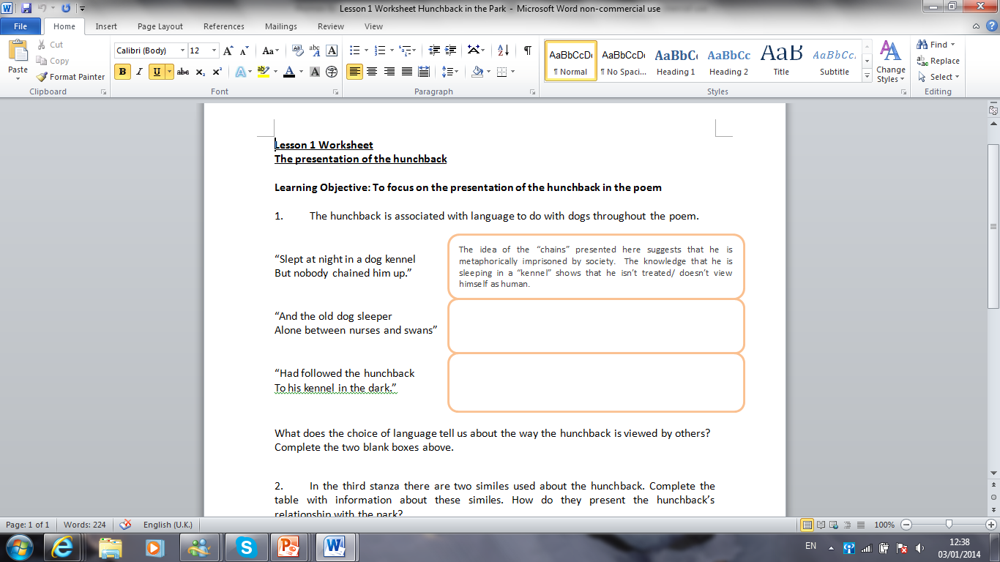 Lesson 1 Worksheet Hunchback in the Park - Microsoft Word non-commercial use
File Home Insert Page Layout References Mailings Review View
Paste
Cut
Copy
Format Painter
Clipboard
Calibri (Body) 12
Font
Paragraph
AaBbCcDc AaBbCcDc AaBbC AaBbCc AaB AaBbCc.
¶ Normal ¶ No Spaci... Heading 1 Heading 2 Title Subtitle
Change
Styles
Styles
Find
Replace
Select
Editing
Lesson 1 Worksheet
The presentation of the hunchback
Learning Objective: To focus on the presentation of the hunchback in the poem
1. The hunchback is associated with language to do with dogs throughout the poem.
“Slept at night in a dog kennel
But nobody chained him up.”
The idea of the “chains” presented here suggests that he is
metaphorically imprisoned by society. The knowledge that he is
sleeping in a “kennel” shows that he isn’t treated/ doesn’t view
himself as human.
“And the old dog sleeper
Alone between nurses and swans”
“Had followed the hunchback
To his kennel in the dark.”
What does the choice of language tell us about the way the hunchback is viewed by others?
Complete the two blank boxes above.
2. In the third stanza there are two similes used about the hunchback. Complete the
table with information about these similes. How do they present the hunchback’s
relationship with the park?
Page: 1 of 1 Words: 224 English (U.K.) 100%
EN 12:38
03/01/2014